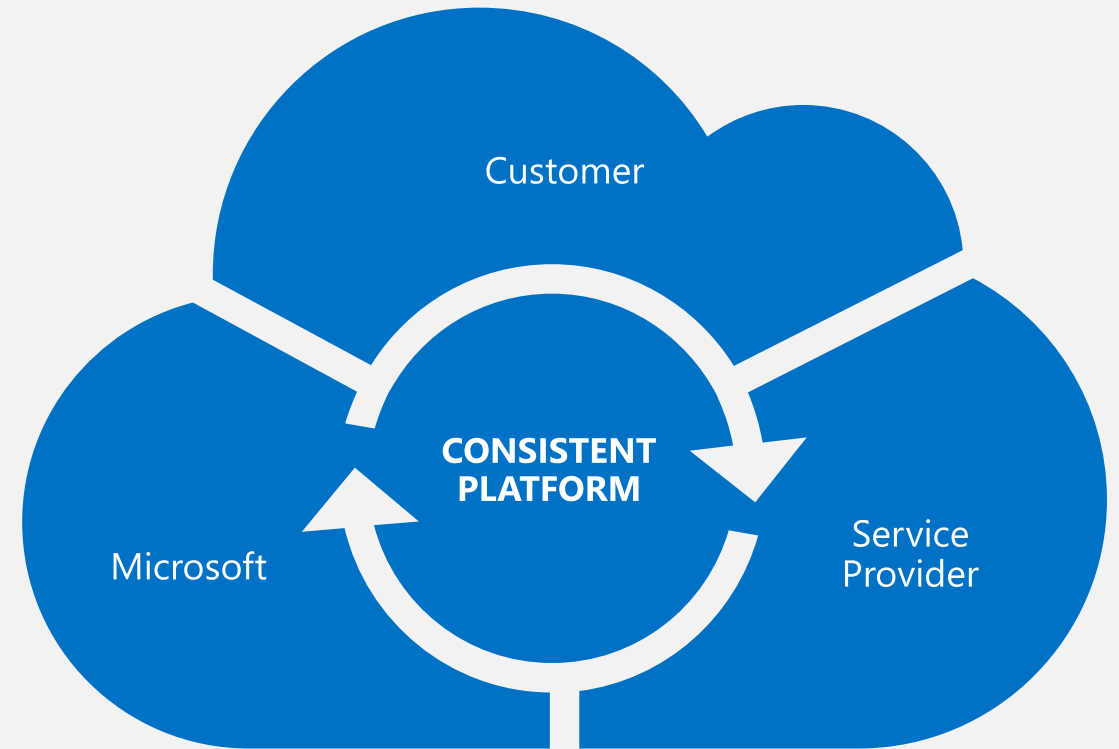 Customer
CONSISTENT
PLATFORM
Microsoft
Service
Provider